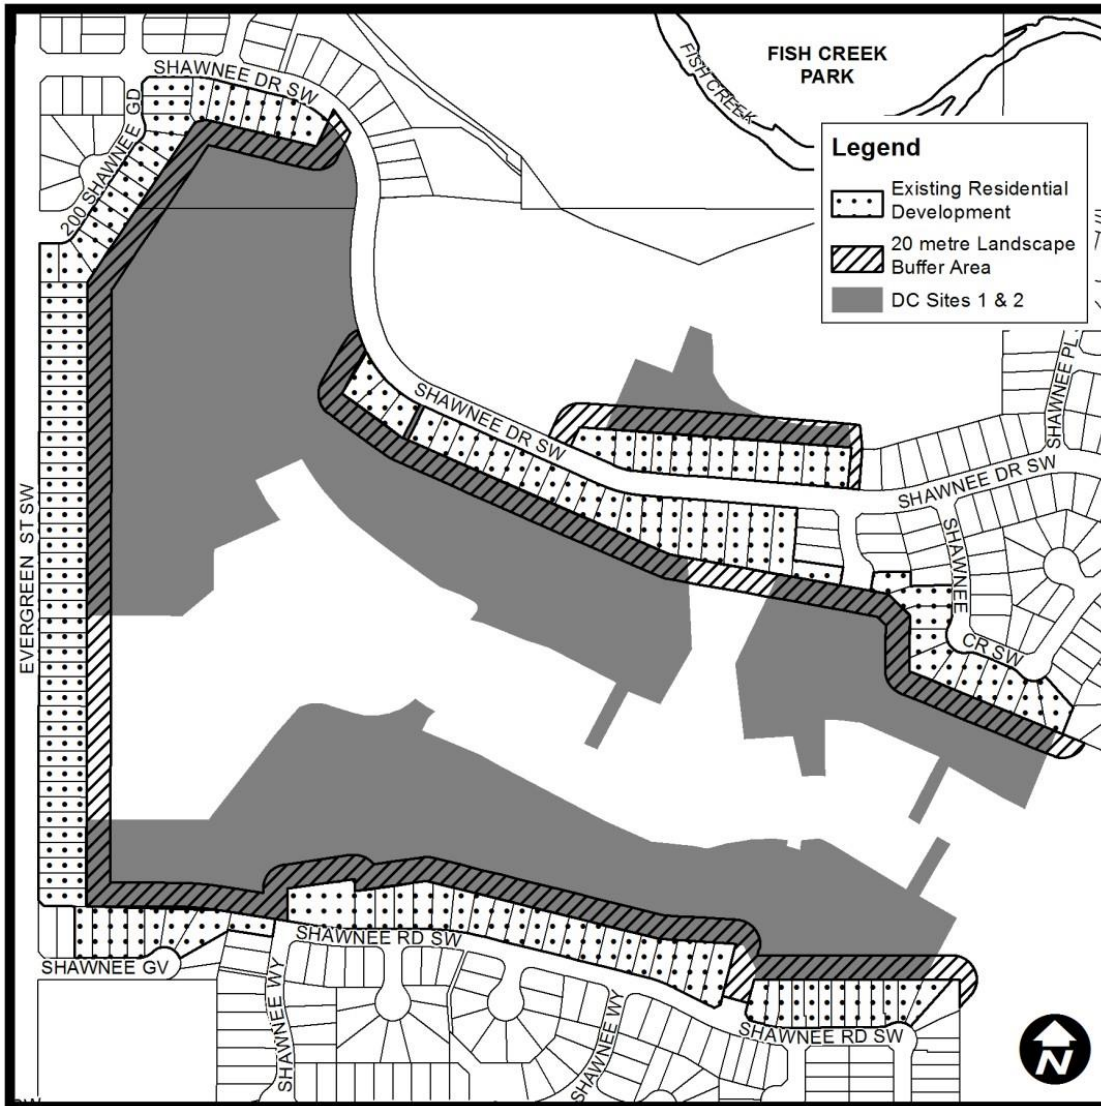 SHAWNEE DR SW
FISH CREEK
PARK
FISH CREEK
200 SHAWNEE GD
Legend
Existing Residential
Development
20 metre Landscape
Buffer Area
DC Sites 1 & 2
SHAWNEE PL
SHAWNEE DR SW
SHAWNEE DR SW
EVERGREEN ST SW
SHAWNEE
CR SW
SHAWNEE GV
SHAWNEE RD SW
SHAWNEE WY
SHAWNEE WY
SHAWNEE RD SW
N